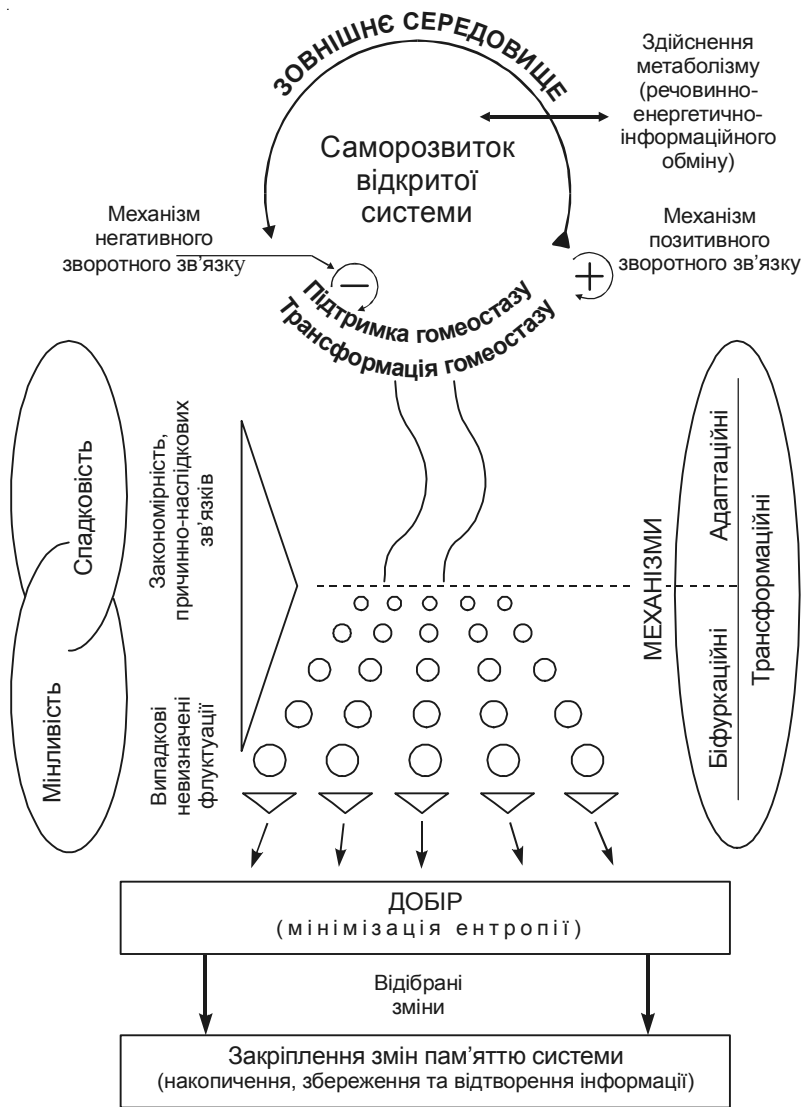 ЗОВНІШНЄ СЕРЕДОВИЩЕ
Здійснення
метаболізму
(речовинно-
енергетично-
інформаційного
обміну)
Саморозвиток
відкритої
системи
Механізм
негативного
зворотного зв’язку
Механізм
позитивного
зворотного зв’язку
−
+
Підтримка гомеостазу
Трансформація гомеостазу
Спадковість
Мінливість
Закономірність,
причинно-наслідкових
зв’язків
Випадкові
невизначені
флуктуації
МЕХАНІЗМИ
Адаптаційні
Біфуркаційні
Трансформаційні
ДОБІР
(мінімізація ентропії)
Відібрані
зміни
Закріплення змін пам’яттю системи
(накопичення, збереження та відтворення інформації)